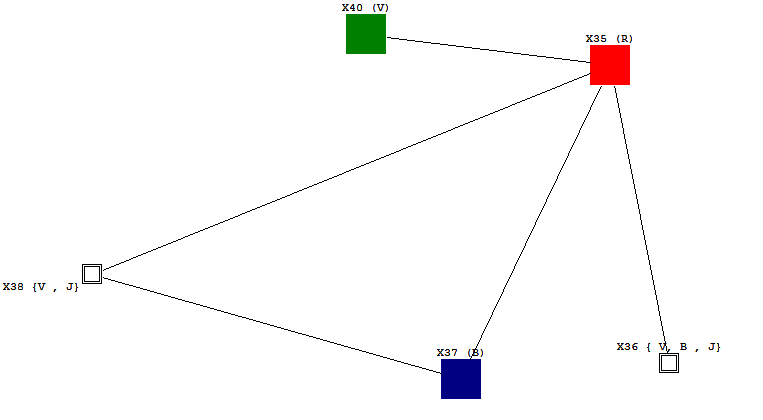 X40 (V)
X35 (R)
X38 {V , J}
X36 { V, B , J}
X37 (B)